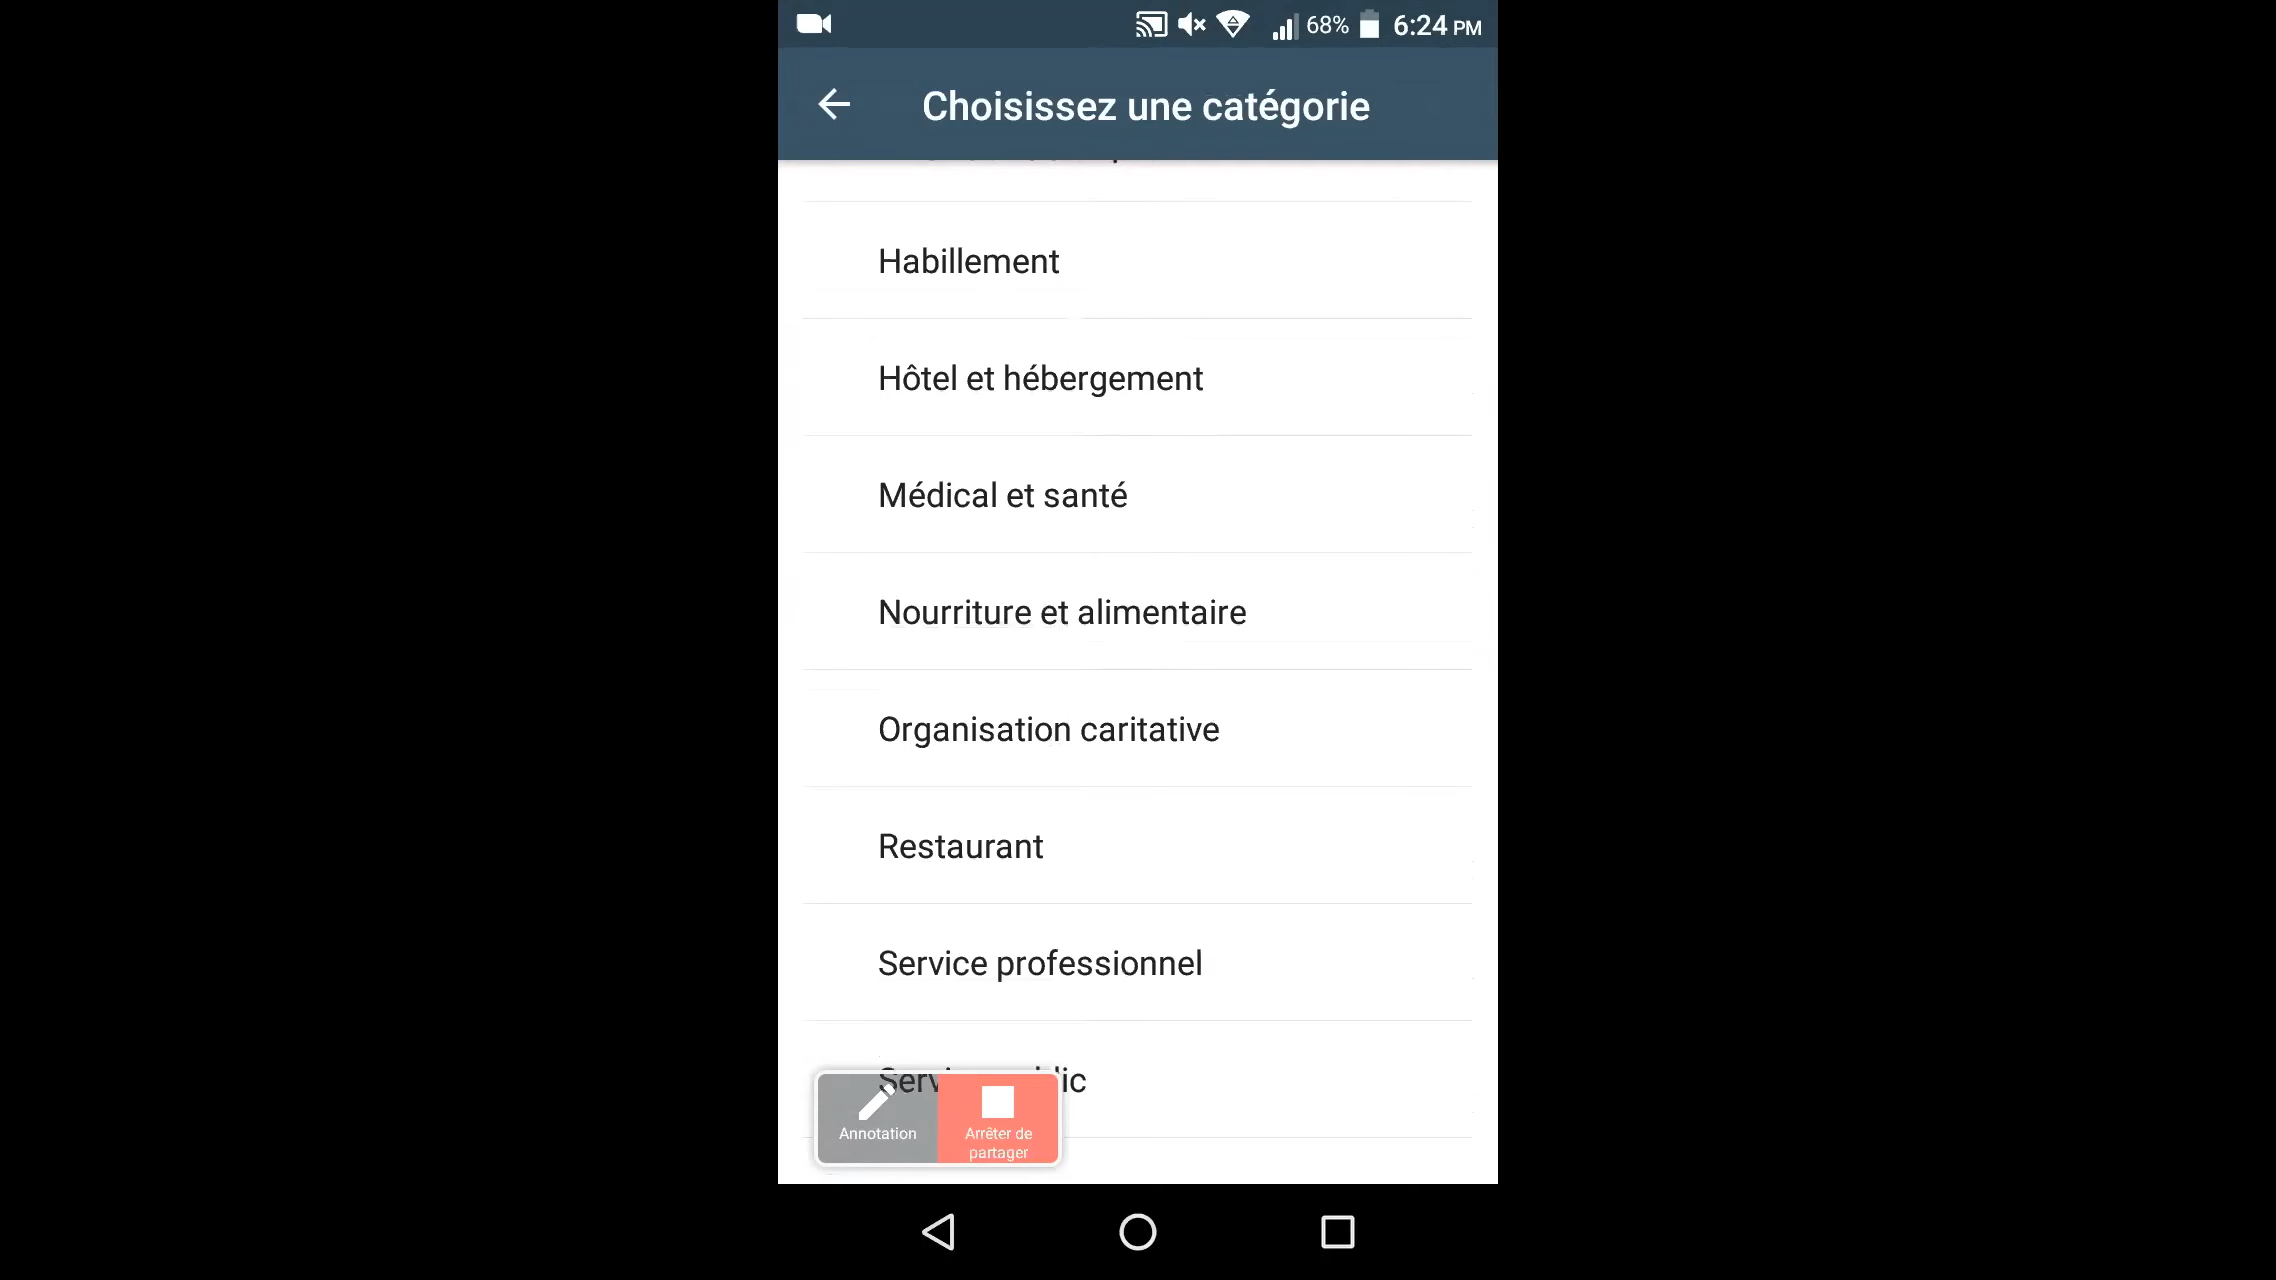 68% 6:24 PM
Choisissez une catégorie
Habillement
Hôtel et hébergement
Médical et santé
Nourriture et alimentaire
Organisation caritative
Restaurant
Service professionnel
Annotation
Arrêter de
partager